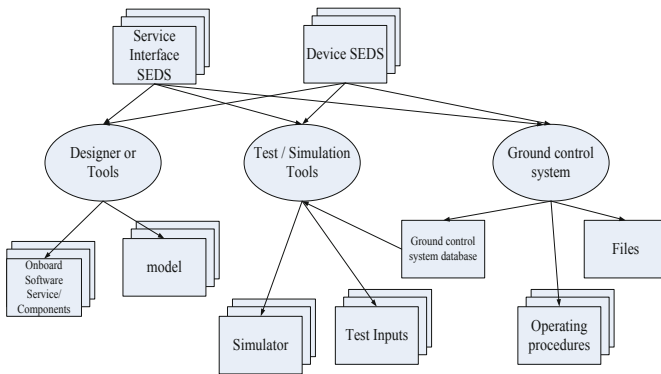 Service
Interface
SEDS
Device SEDS
Designer or
Tools
Test / Simulation
Tools
Ground control
system
Onboard
Software
Service/
Components
model
Ground control
system database
Files
Simulator
Test Inputs
Operating
procedures